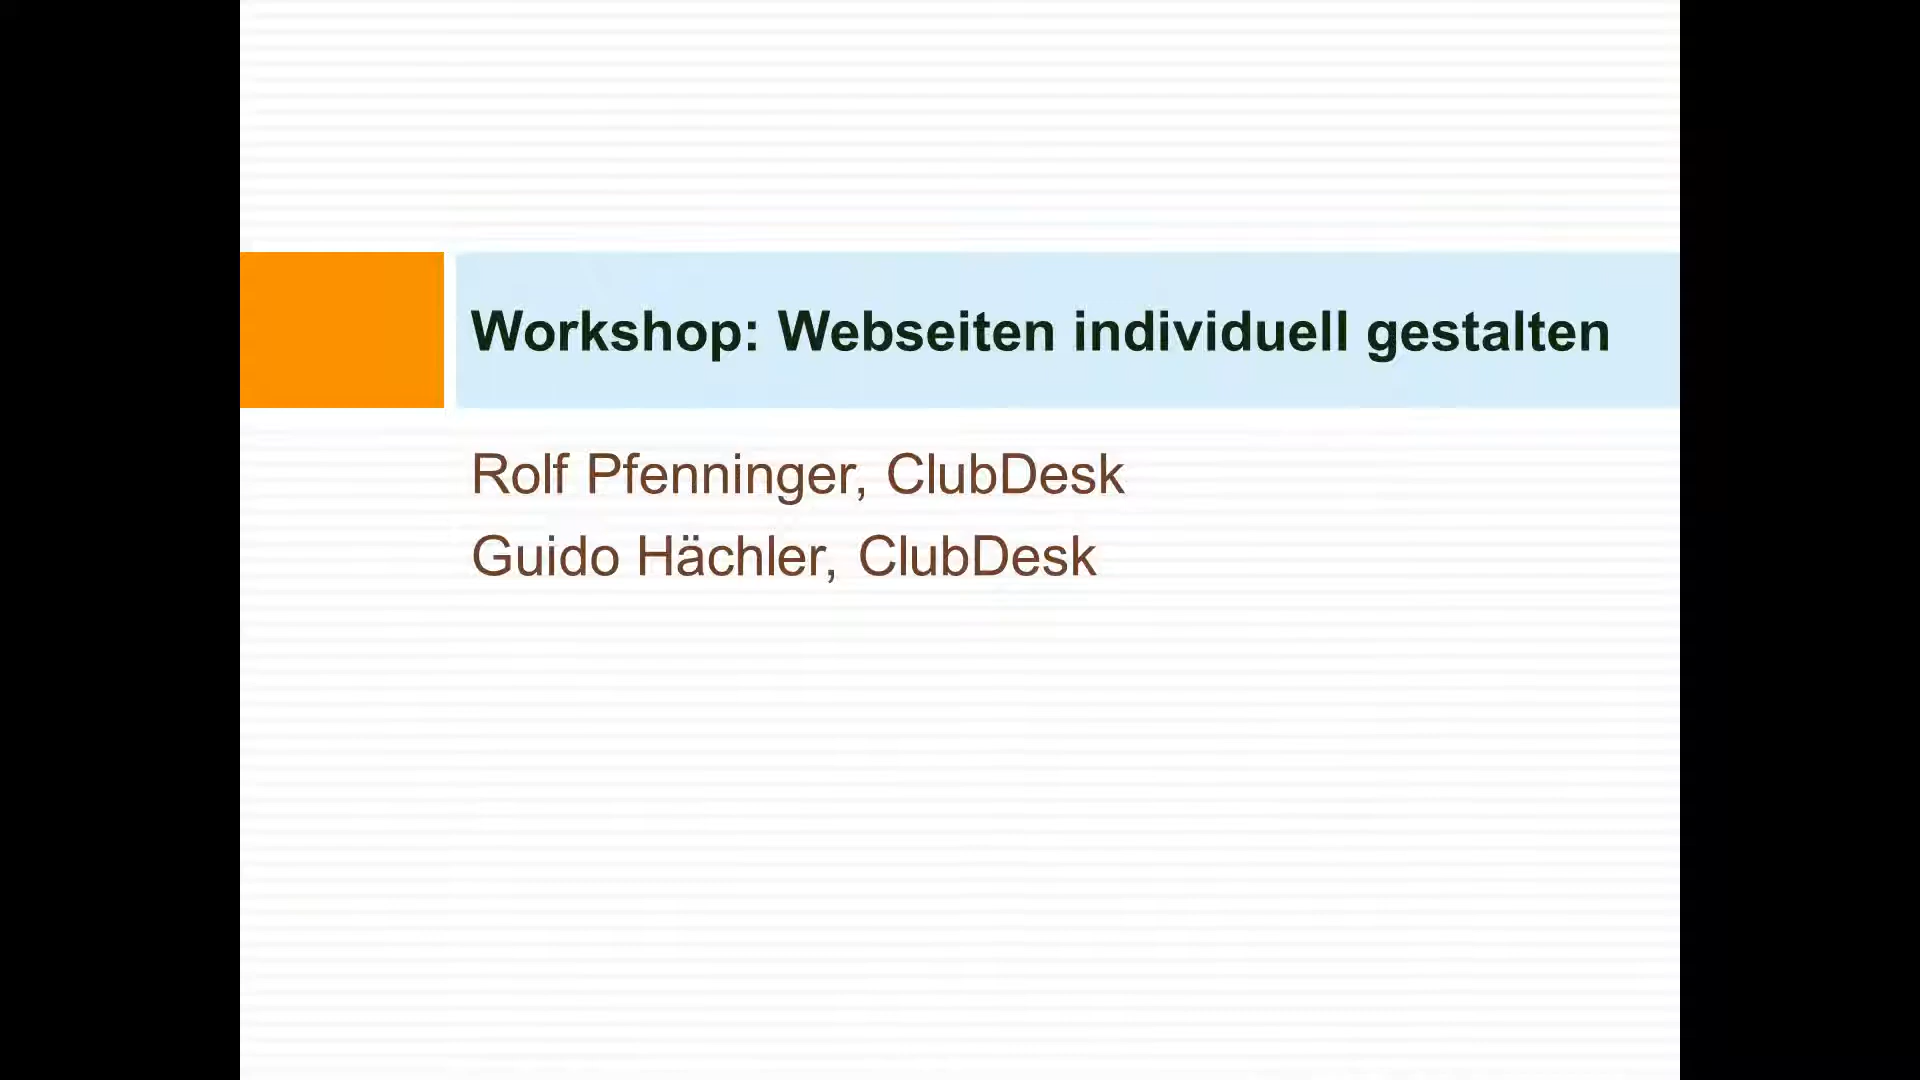 Workshop: Webseiten individuell gestalten
Rolf Pfenninger, ClubDesk
Guido Hächler, ClubDesk